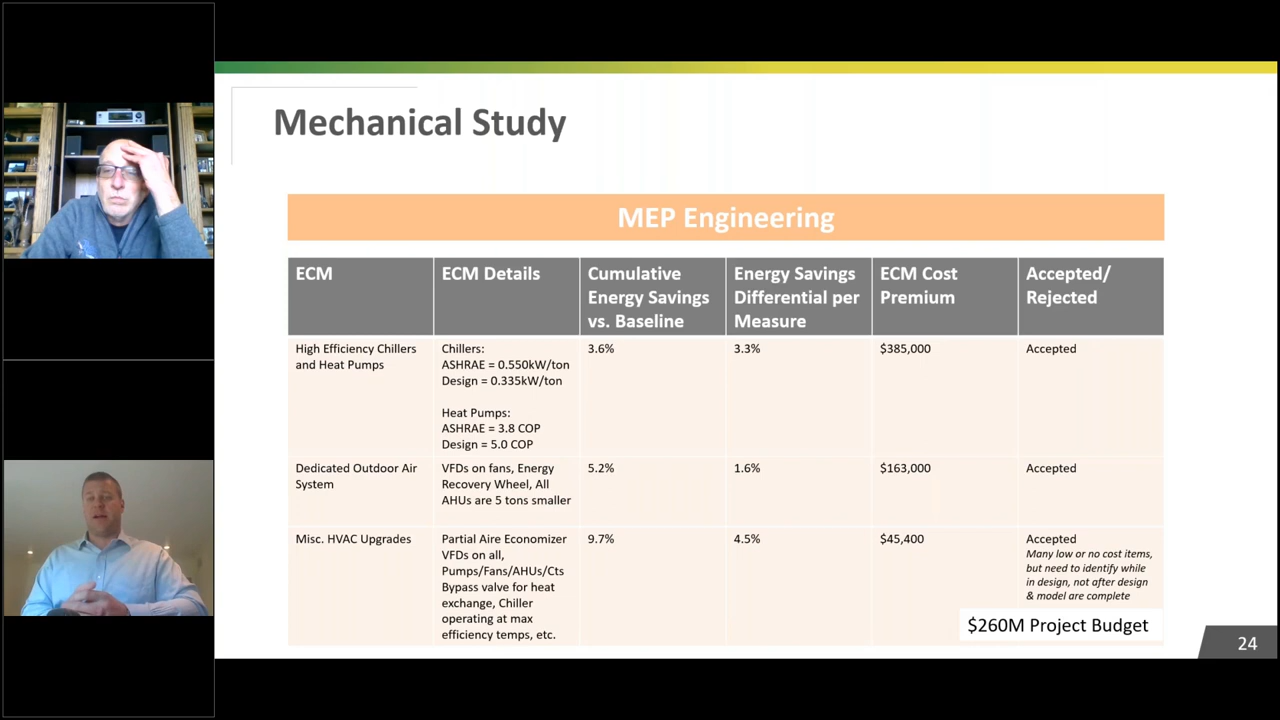 Mechanical Study
MEP Engineering
ECM
ECM Details
Cumulative
Energy Savings
vs. Baseline
Energy Savings
Differential per
Measure
ECM Cost
Premium
Accepted/
Rejected
High Efficiency Chillers
and Heat Pumps
Chillers:
ASHRAE = 0.550kW/ton
Design = 0.335kW/ton
Heat Pumps:
ASHRAE = 3.8 COP
Design = 5.0 COP
3.6%
3.3%
$385,000
Accepted
Dedicated Outdoor Air
System
VFDs on fans, Energy
Recovery Wheel, All
AHUs are 5 tons smaller
5.2%
1.6%
$163,000
Accepted
Misc. HVAC Upgrades
Partial Aire Economizer
VFDs on all,
Pumps/Fans/AHUs/Cts
Bypass valve for heat
exchange, Chiller
operating at max
efficiency temps, etc.
9.7%
4.5%
$45,400
Accepted
Many low or no cost items,
but need to identify while
in design, not after design
& model are complete
$260M Project Budget
24